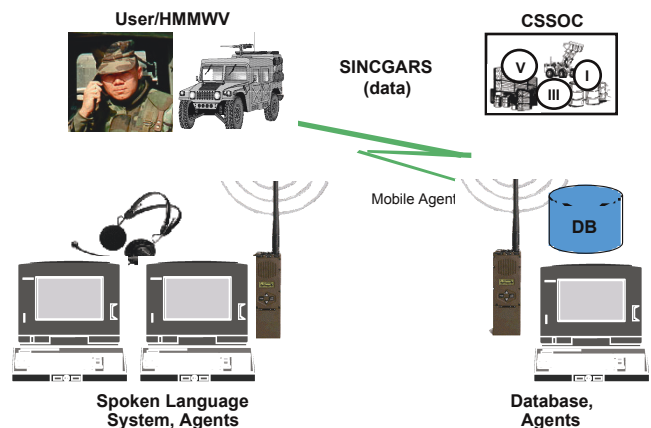 User/HMMWV
CSSOC
SINCGARS
(data)
V
I
III
Mobile Agent
DB
Spoken Language
System, Agents
Database,
Agents